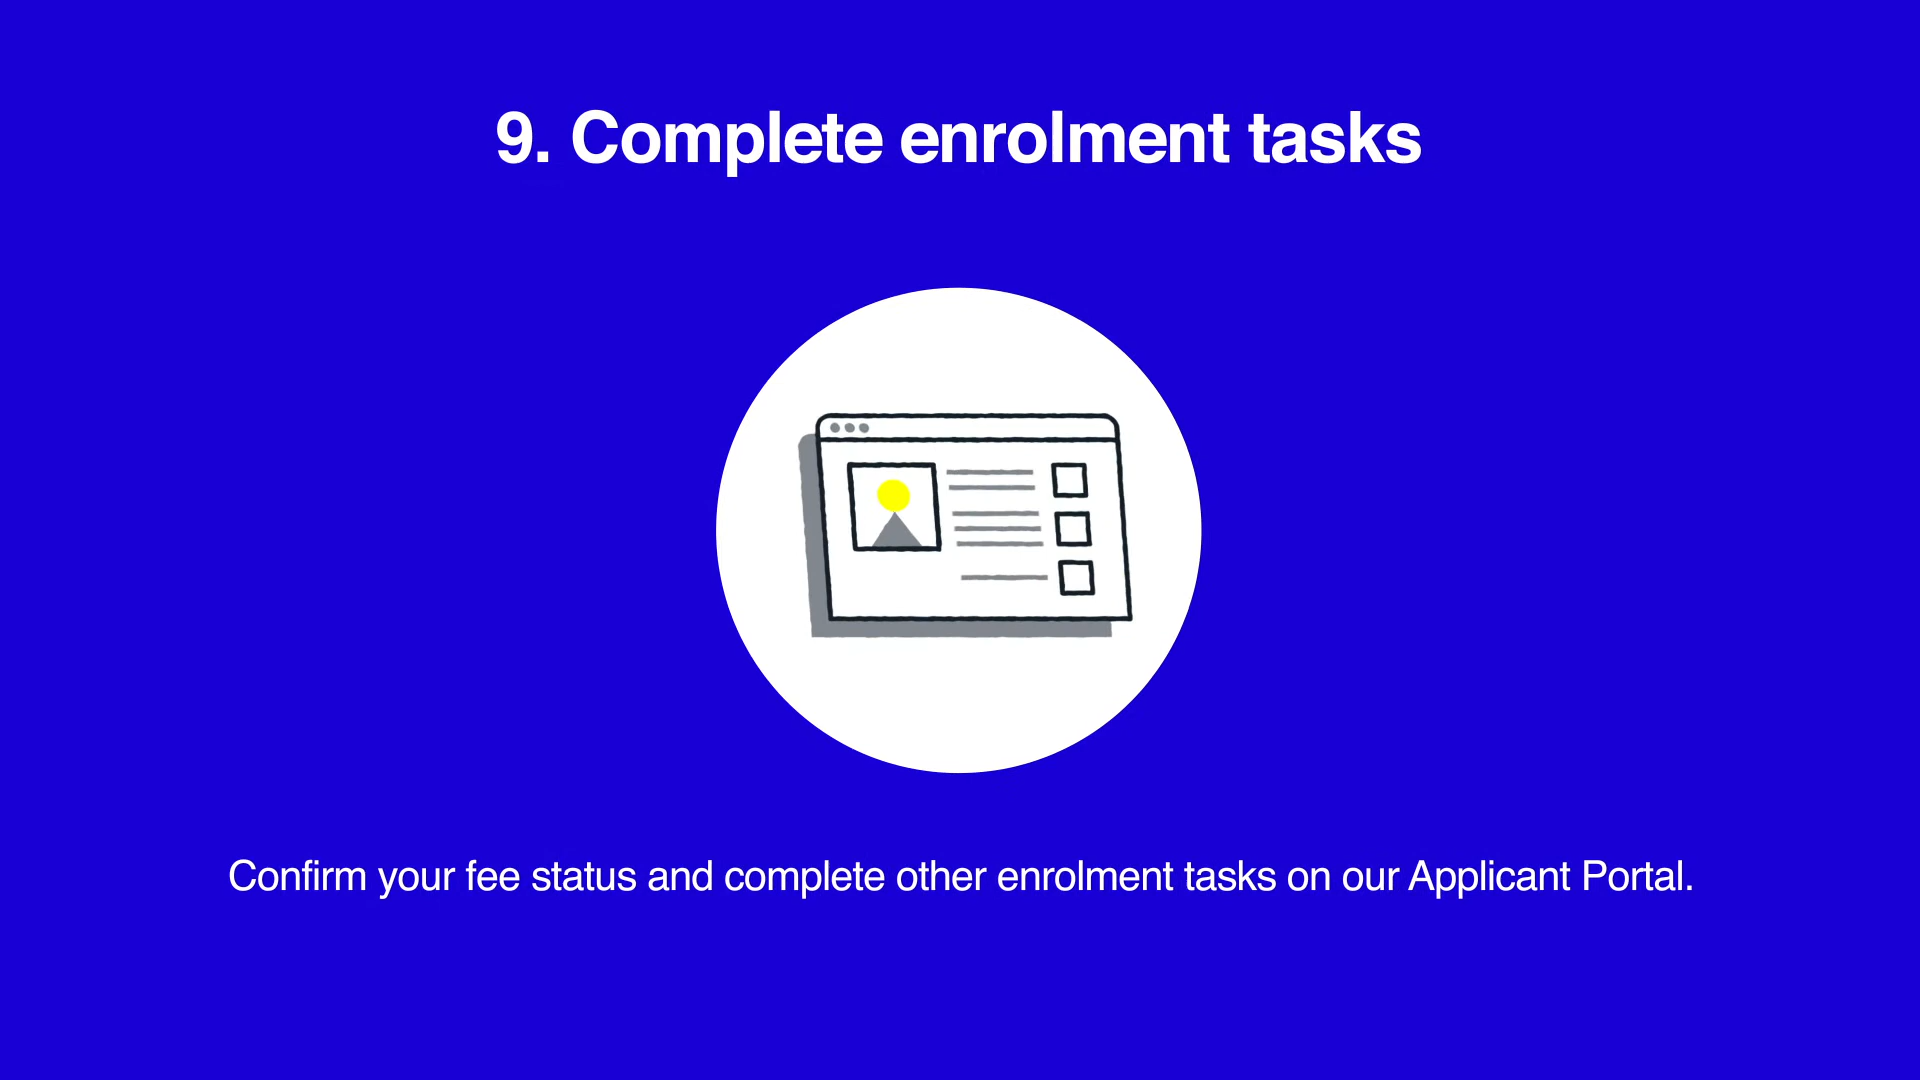 9. Complete enrolment tasks
Confirm your fee status and complete other enrolment tasks on our Applicant Portal.